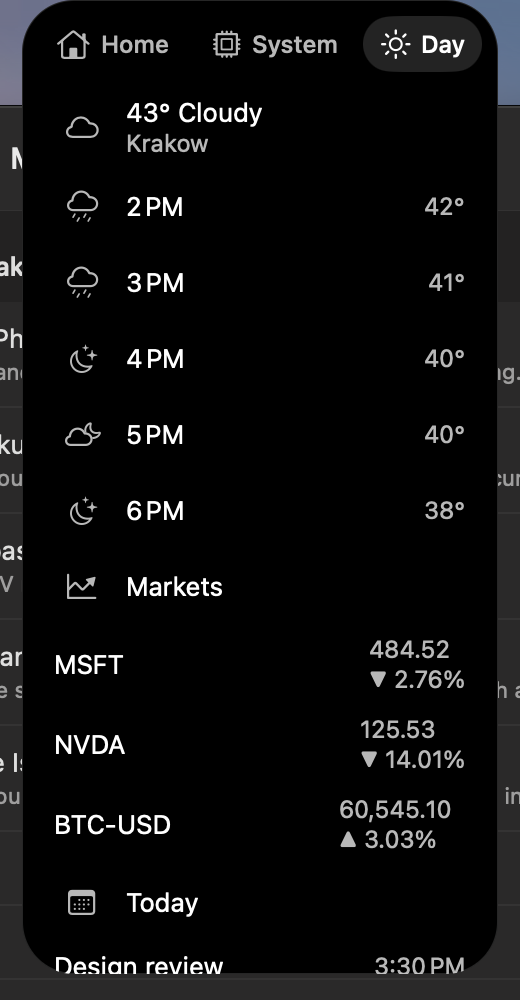 Home System Day
43° Cloudy
Krakow
2 PM 42°
3 PM 41°
4 PM 40°
5 PM 40°
6 PM 38°
Markets
MSFT 484.52
▼ 2.76%
NVDA 125.53
▼ 14.01%
BTC-USD 60,545.10
▲ 3.03%
Today
Design review 3:30 PM